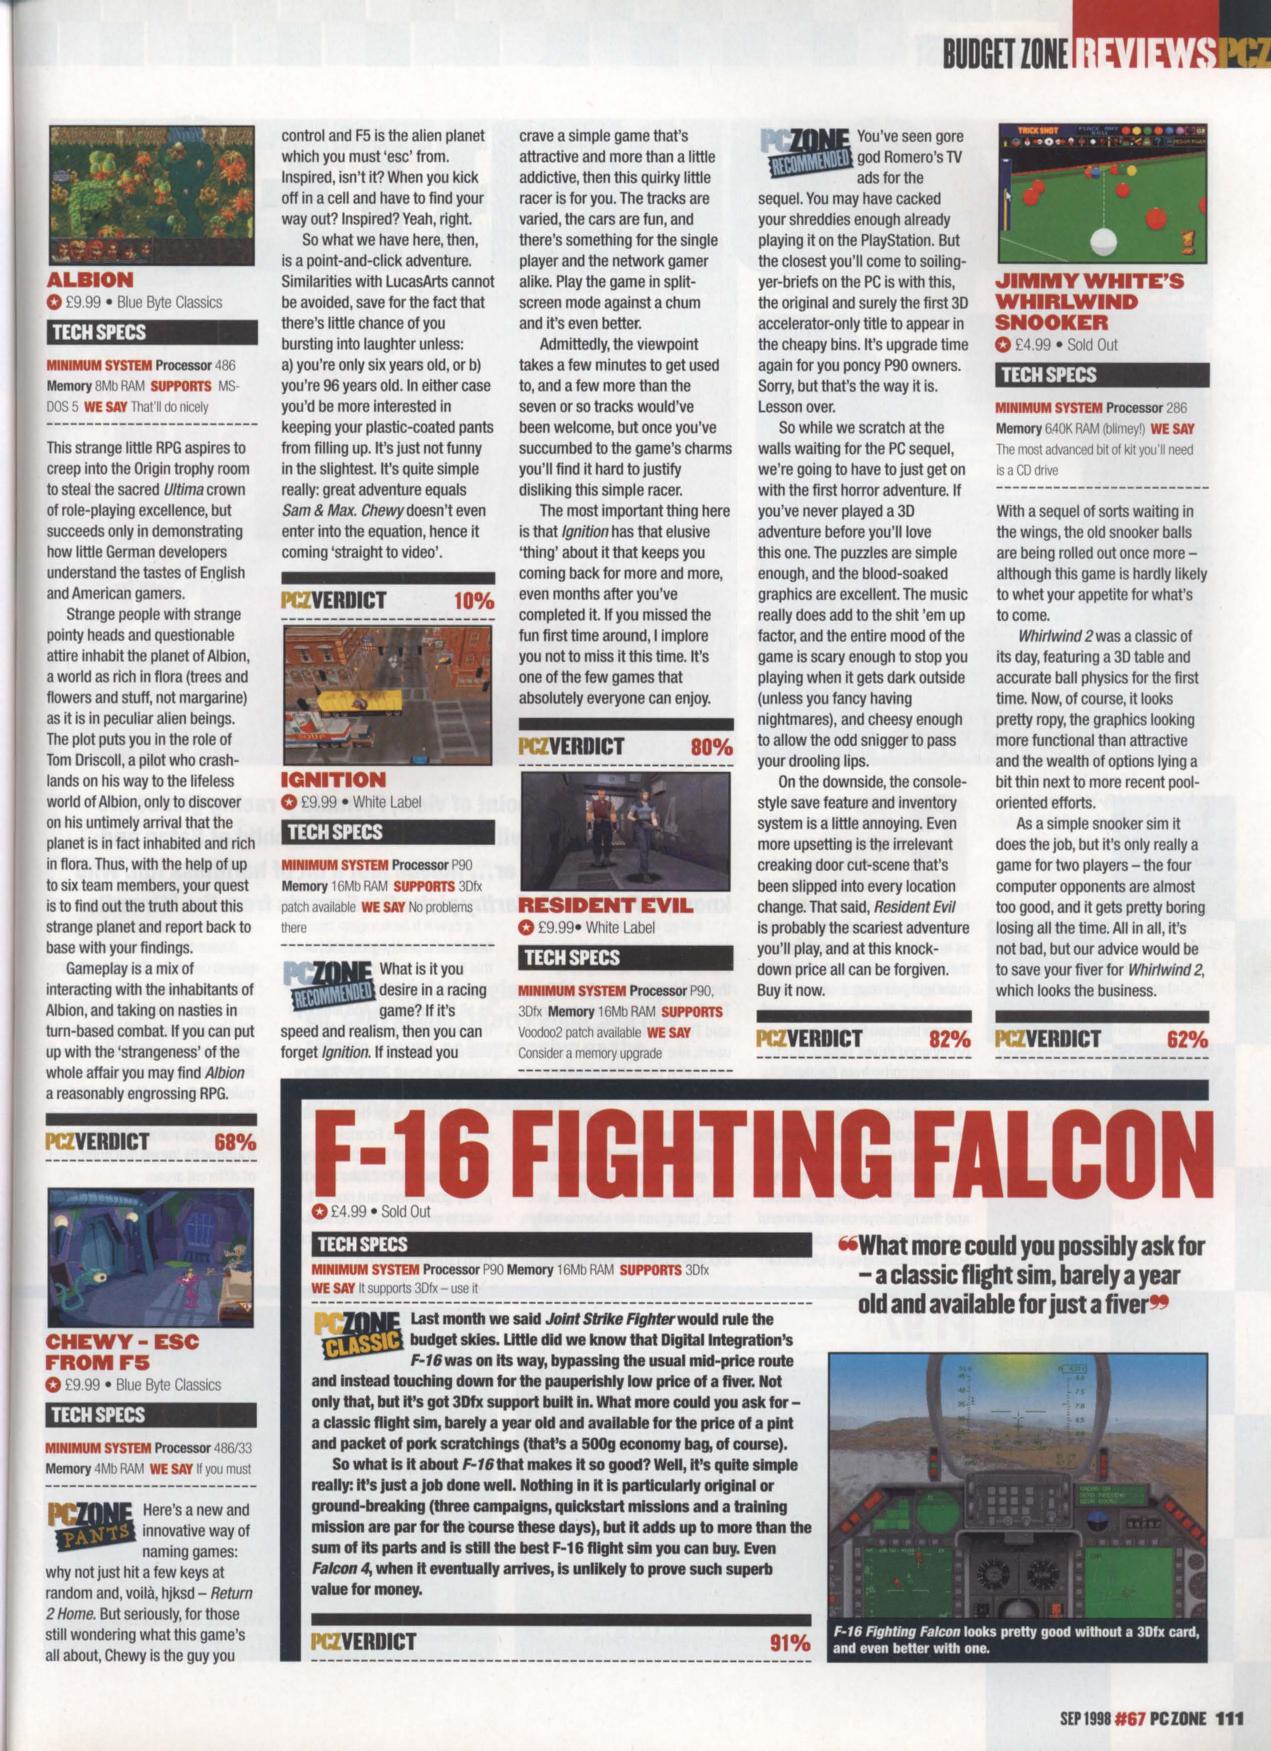 BUDGET ZONE REVIEWS PCZ
ALBION
£9.99 • Blue Byte Classics
TECH SPECS
MINIMUM SYSTEM Processor 486
Memory 8Mb RAM SUPPORTS MS-
DOS 5 WE SAY That'll do nicely
This strange little RPG aspires to
creep into the Origin trophy room
to steal the sacred Ultima crown
of role-playing excellence, but
succeeds only in demonstrating
how little German developers
understand the tastes of English
and American gamers.
Strange people with strange
pointy heads and questionable
attire inhabit the planet of Albion,
a world as rich in flora (trees and
flowers and stuff, not margarine)
as it is in peculiar alien beings.
The plot puts you in the role of
Tom Driscoll, a pilot who crash-
lands on his way to the lifeless
world of Albion, only to discover
on his untimely arrival that the
planet is in fact inhabited and rich
in flora. Thus, with the help of up
to six team members, your quest
is to find out the truth about this
strange planet and report back to
base with your findings.
Gameplay is a mix of
interacting with the inhabitants of
Albion, and taking on nasties in
turn-based combat. If you can put
up with the 'strangeness' of the
whole affair you may find Albion
a reasonably engrossing RPG.
PCZVERDICT 68%
CHEWY – ESC
FROM F5
£9.99 • Blue Byte Classics
TECH SPECS
MINIMUM SYSTEM Processor 486/33
Memory 4Mb RAM WE SAY If you must
PCZONE
PANTS
Here's a new and
innovative way of
naming games:
why not just hit a few keys at
random and, voilà, hjksd – Return
2 Home. But seriously, for those
still wondering what this game's
all about, Chewy is the guy you
control and F5 is the alien planet
which you must 'esc' from.
Inspired, isn't it? When you kick
off in a cell and have to find your
way out? Inspired? Yeah, right.
So what we have here, then,
is a point-and-click adventure.
Similarities with LucasArts cannot
be avoided, save for the fact that
there's little chance of you
bursting into laughter unless:
a) you're only six years old, or b)
you're 96 years old. In either case
you'd be more interested in
keeping your plastic-coated pants
from filling up. It's just not funny
in the slightest. It's quite simple
really: great adventure equals
Sam & Max. Chewy doesn't even
enter into the equation, hence it
coming 'straight to video'.
PCZVERDICT 10%
IGNITION
£9.99 • White Label
TECH SPECS
MINIMUM SYSTEM Processor P90
Memory 16Mb RAM SUPPORTS 3Dfx
patch available WE SAY No problems
there
PCZONE
RECOMMENDED
What is it you
desire in a racing
game? If it's
speed and realism, then you can
forget Ignition. If instead you
crave a simple game that's
attractive and more than a little
addictive, then this quirky little
racer is for you. The tracks are
varied, the cars are fun, and
there's something for the single
player and the network gamer
alike. Play the game in split-
screen mode against a chum
and it's even better.
Admittedly, the viewpoint
takes a few minutes to get used
to, and a few more than the
seven or so tracks would've
been welcome, but once you've
succumbed to the game's charms
you'll find it hard to justify
disliking this simple racer.
The most important thing here
is that Ignition has that elusive
'thing' about it that keeps you
coming back for more and more,
even months after you've
completed it. If you missed the
fun first time around, I implore
you not to miss it this time. It's
one of the few games that
absolutely everyone can enjoy.
PCZVERDICT 80%
RESIDENT EVIL
£9.99• White Label
TECH SPECS
MINIMUM SYSTEM Processor P90,
3Dfx Memory 16Mb RAM SUPPORTS
Voodoo2 patch available WE SAY
Consider a memory upgrade
PCZONE
RECOMMENDED
You've seen gore
god Romero's TV
ads for the
sequel. You may have cacked
your shreddies enough already
playing it on the PlayStation. But
the closest you'll come to soiling-
yer-briefs on the PC is with this,
the original and surely the first 3D
accelerator-only title to appear in
the cheapy bins. It's upgrade time
again for you poncy P90 owners.
Sorry, but that's the way it is.
Lesson over.
So while we scratch at the
walls waiting for the PC sequel,
we're going to have to just get on
with the first horror adventure. If
you've never played a 3D
adventure before you'll love
this one. The puzzles are simple
enough, and the blood-soaked
graphics are excellent. The music
really does add to the shit 'em up
factor, and the entire mood of the
game is scary enough to stop you
playing when it gets dark outside
(unless you fancy having
nightmares), and cheesy enough
to allow the odd snigger to pass
your drooling lips.
On the downside, the console-
style save feature and inventory
system is a little annoying. Even
more upsetting is the irrelevant
creaking door cut-scene that's
been slipped into every location
change. That said, Resident Evil
is probably the scariest adventure
you'll play, and at this knock-
down price all can be forgiven.
Buy it now.
PCZVERDICT 82%
TRICK SHOT
JIMMY WHITE'S
WHIRLWIND
SNOOKER
£4.99 • Sold Out
TECH SPECS
MINIMUM SYSTEM Processor 286
Memory 640K RAM (blimey!) WE SAY
The most advanced bit of kit you'll need
is a CD drive
With a sequel of sorts waiting in
the wings, the old snooker balls
are being rolled out once more –
although this game is hardly likely
to whet your appetite for what's
to come.
Whirlwind 2 was a classic of
its day, featuring a 3D table and
accurate ball physics for the first
time. Now, of course, it looks
pretty ropy, the graphics looking
more functional than attractive
and the wealth of options lying a
bit thin next to more recent pool-
oriented efforts.
As a simple snooker sim it
does the job, but it's only really a
game for two players – the four
computer opponents are almost
too good, and it gets pretty boring
losing all the time. All in all, it's
not bad, but our advice would be
to save your fiver for Whirlwind 2,
which looks the business.
PCZVERDICT 62%
F-16 FIGHTING FALCON
£4.99 • Sold Out
TECH SPECS
MINIMUM SYSTEM Processor P90 Memory 16Mb RAM SUPPORTS 3Dfx
WE SAY It supports 3Dfx – use it
PCZONE
CLASSIC
Last month we said Joint Strike Fighter would rule the
budget skies. Little did we know that Digital Integration's
F-16 was on its way, bypassing the usual mid-price route
and instead touching down for the pauperishly low price of a fiver. Not
only that, but it's got 3Dfx support built in. What more could you ask for –
a classic flight sim, barely a year old and available for the price of a pint
and packet of pork scratchings (that's a 500g economy bag, of course).
So what is it about F-16 that makes it so good? Well, it's quite simple
really: it's just a job done well. Nothing in it is particularly original or
ground-breaking (three campaigns, quickstart missions and a training
mission are par for the course these days), but it adds up to more than the
sum of its parts and is still the best F-16 flight sim you can buy. Even
Falcon 4, when it eventually arrives, is unlikely to prove such superb
value for money.
PCZVERDICT 91%
“What more could you possibly ask for
– a classic flight sim, barely a year
old and available for just a fiver”
F-16 Fighting Falcon looks pretty good without a 3Dfx card,
and even better with one.
SEP 1998 #67 PC ZONE 111